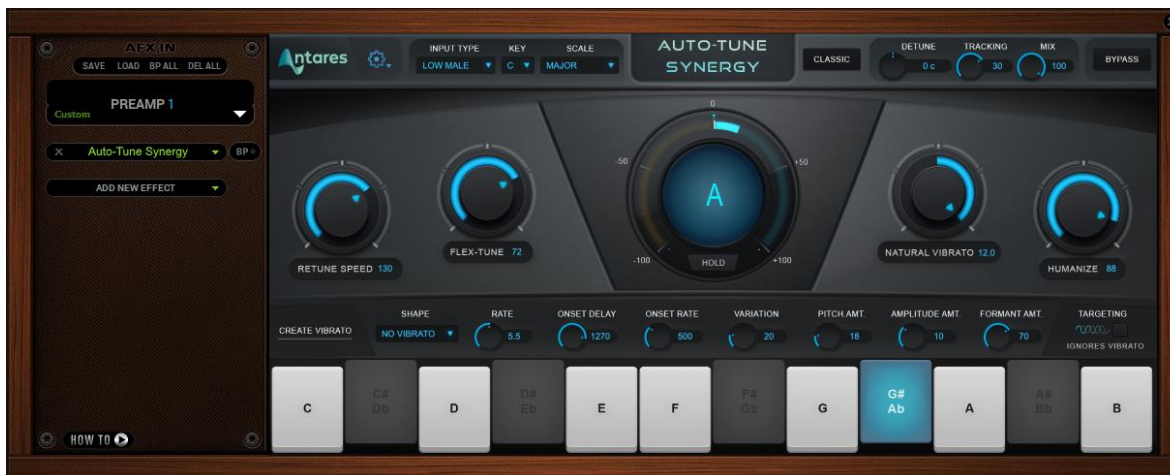 AFX IN
SAVE LOAD BP ALL DEL ALL
PREAMP 1
Custom
× Auto-Tune Synergy BP
ADD NEW EFFECT
HOW TO
Antares
INPUT TYPE KEY SCALE
LOW MALE C MAJOR
AUTO-TUNE
SYNERGY
CLASSIC
DETUNE TRACKING MIX
0 c 30 100
BYPASS
0
-50 +50
A
-100 HOLD +100
RETUNE SPEED 130
FLEX-TUNE 72
NATURAL VIBRATO 12.0
HUMANIZE 88
CREATE VIBRATO
SHAPE RATE ONSET DELAY ONSET RATE VARIATION PITCH.AMT. AMPLITUDE AMT. FORMANT AMT. TARGETING
NO VIBRATO 5.5 1270 500 20 18 10 70
IGNORES VIBRATO
C# D# F# G# A#
Db Eb Gb Ab Bb
C D E F G A B